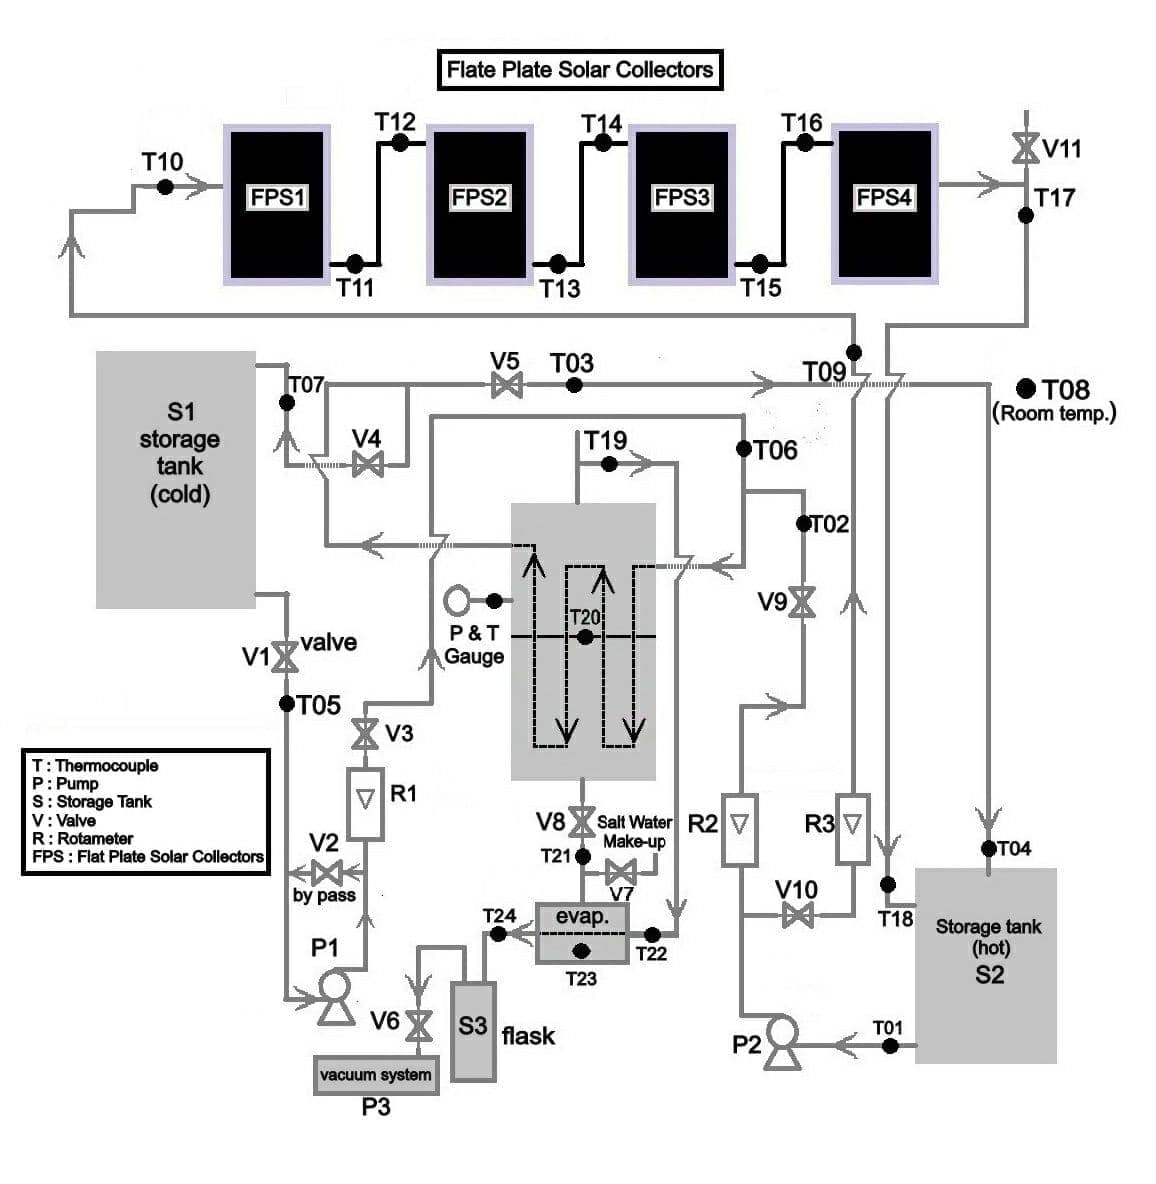 Flate Plate Solar Collectors
T10
T12
T14
T16
V11
FPS1
FPS2
FPS3
FPS4
T17
T11
T13
T15
T09
T07
V5
T03
T08
(Room temp.)
S1
storage
tank
(cold)
V4
T19
T06
T02
V9
T20
P & T
Gauge
valve
V1
T05
V3
R1
T : Thermocouple
P : Pump
S : Storage Tank
V : Valve
R : Rotameter
FPS : Flat Plate Solar Collectors
V2
by pass
V8
Salt Water
Make-up
T21
V7
R2
R3
T04
V10
T18
Storage tank
(hot)
S2
evap.
T24
T22
T23
P1
V6
S3
flask
P2
T01
vacuum system
P3